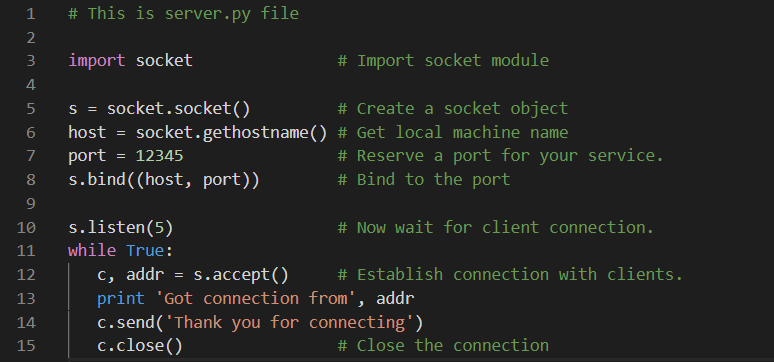 1 # This is server.py file
2
3 import socket # Import socket module
4
5 s = socket.socket() # Create a socket object
6 host = socket.gethostname() # Get local machine name
7 port = 12345 # Reserve a port for your service.
8 s.bind((host, port)) # Bind to the port
9
10 s.listen(5) # Now wait for client connection.
11 while True:
12 c, addr = s.accept() # Establish connection with clients.
13 print 'Got connection from', addr
14 c.send('Thank you for connecting')
15 c.close() # Close the connection